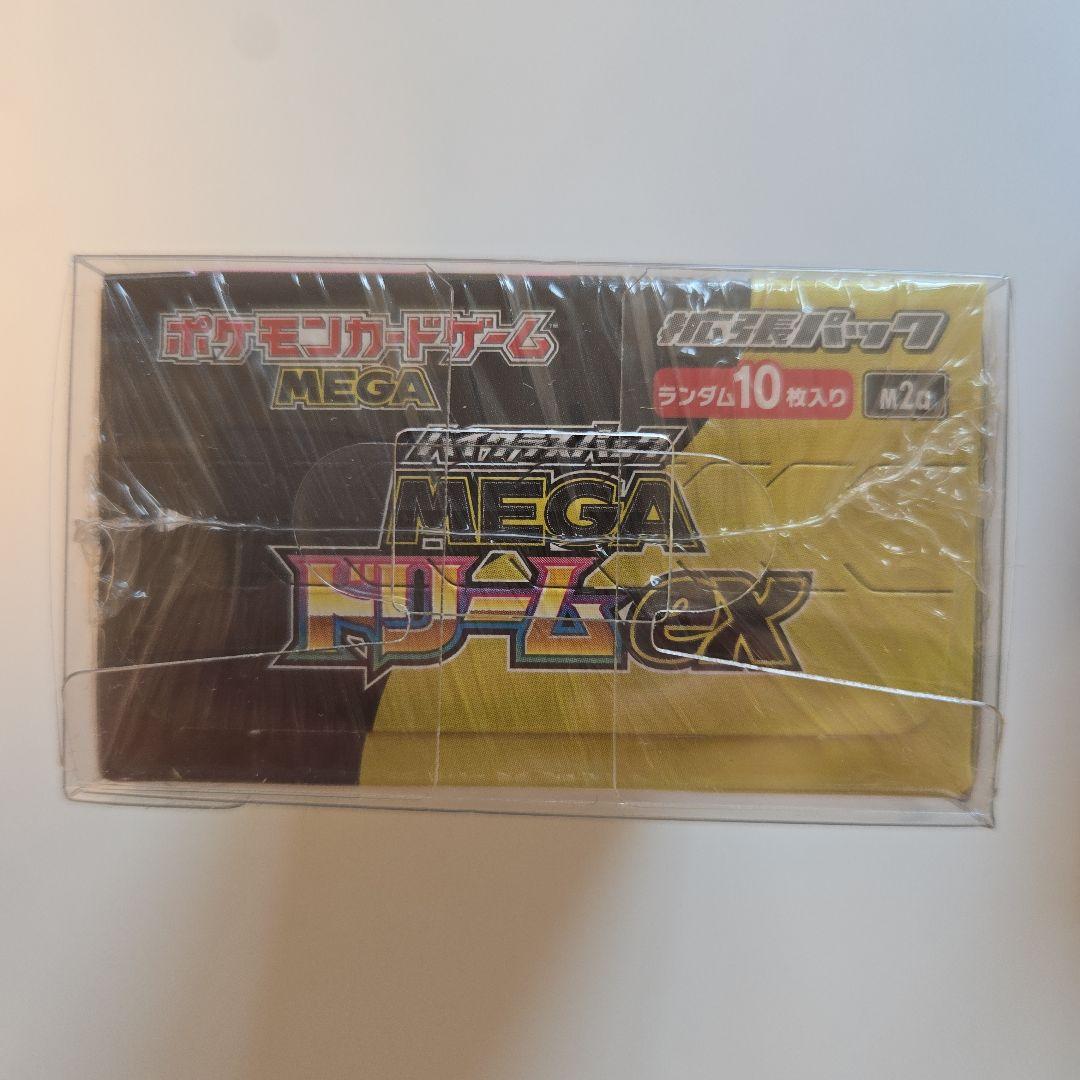 ポケモンカードゲーム
MEGA
拡張パック
ランダム10枚入り
M2a
ハイクラスパック
MEGA
ドリームex